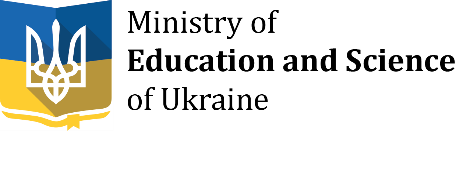 Ministry of
Education and Science
of Ukraine